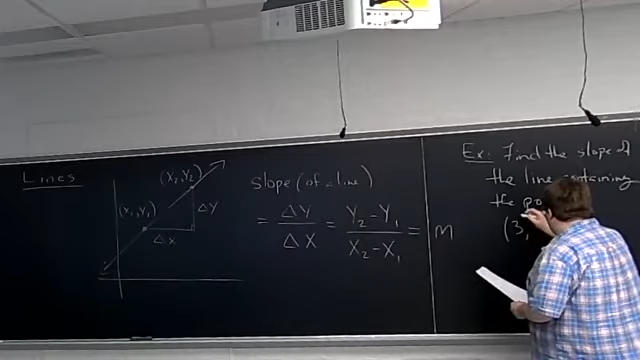 Lines
(X₁,Y₁)
(X₂,Y₂)
ΔY
ΔX
slope (of a line)
= ΔY/ΔX = Y₂-Y₁/X₂-X₁ = m
Ex: Find the slope of
the line containing
the
(3,